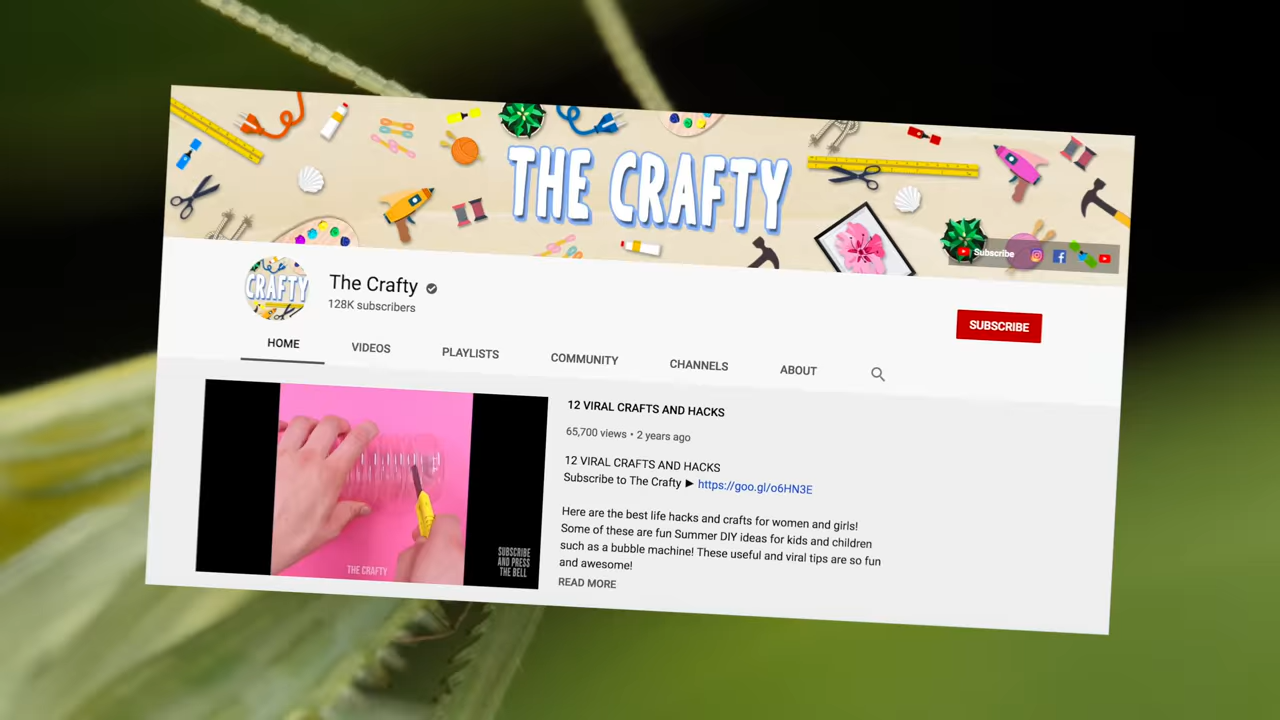 THE CRAFTY
Subscribe
CRAFTY
The Crafty
128K subscribers
SUBSCRIBE
HOME VIDEOS PLAYLISTS COMMUNITY CHANNELS ABOUT
12 VIRAL CRAFTS AND HACKS
65,700 views • 2 years ago
12 VIRAL CRAFTS AND HACKS
Subscribe to The Crafty ► https://goo.gl/o6HN3E
Here are the best life hacks and crafts for women and girls!
Some of these are fun Summer DIY ideas for kids and children
such as a bubble machine! These useful and viral tips are so fun
and awesome!
READ MORE
THE CRAFTY
SUBSCRIBE
AND PRESS
THE BELL